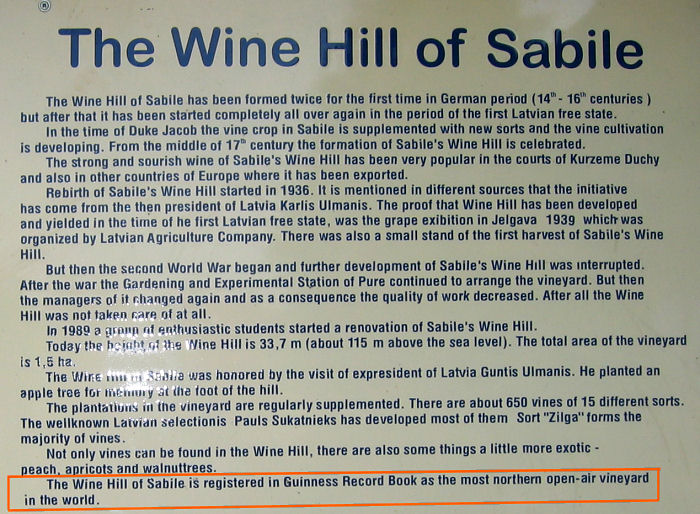 ®
The Wine Hill of Sabile
The Wine Hill of Sabile has been formed twice for the first time in German period (14th - 16th centuries )
but after that it has been started completely all over again in the period of the first Latvian free state.
In the time of Duke Jacob the vine crop in Sabile is supplemented with new sorts and the vine cultivation
is developing. From the middle of 17th century the formation of Sabile's Wine Hill is celebrated.
The strong and sourish wine of Sabile's Wine Hill has been very popular in the courts of Kurzeme Duchy
and also in other countries of Europe where it has been exported.
Rebirth of Sabile's Wine Hill started in 1936. It is mentioned in different sources that the initiative
has come from the then president of Latvia Karlis Ulmanis. The proof that Wine Hill has been developed
and yielded in the time of he first Latvian free state, was the grape exibition in Jelgava 1939 which was
organized by Latvian Agriculture Company. There was also a small stand of the first harvest of Sabile's Wine
Hill.
But then the second World War began and further development of Sabile's Wine Hill was interrupted.
After the war the Gardening and Experimental Station of Pure continued to arrange the vineyard. But then
the managers of it changed again and as a consequence the quality of work decreased. After all the Wine
Hill was not taken care of at all.
In 1989 a group of enthusiastic students started a renovation of Sabile's Wine Hill.
Today the height of the Wine Hill is 33,7 m (about 115 m above the sea level). The total area of the vineyard
is 1,5 ha.
The Wine Hill of Sabile was honored by the visit of expresident of Latvia Guntis Ulmanis. He planted an
apple tree for memory at the foot of the hill.
The plantations in the vineyard are regularly supplemented. There are about 650 vines of 15 different sorts.
The wellknown Latvian selectionis Pauls Sukatnieks has developed most of them Sort "Zilga" forms the
majority of vines.
Not only vines can be found in the Wine Hill, there are also some things a little more exotic -
peach, apricots and walnuttrees.
The Wine Hill of Sabile is registered in Guinness Record Book as the most northern open-air vineyard
in the world.